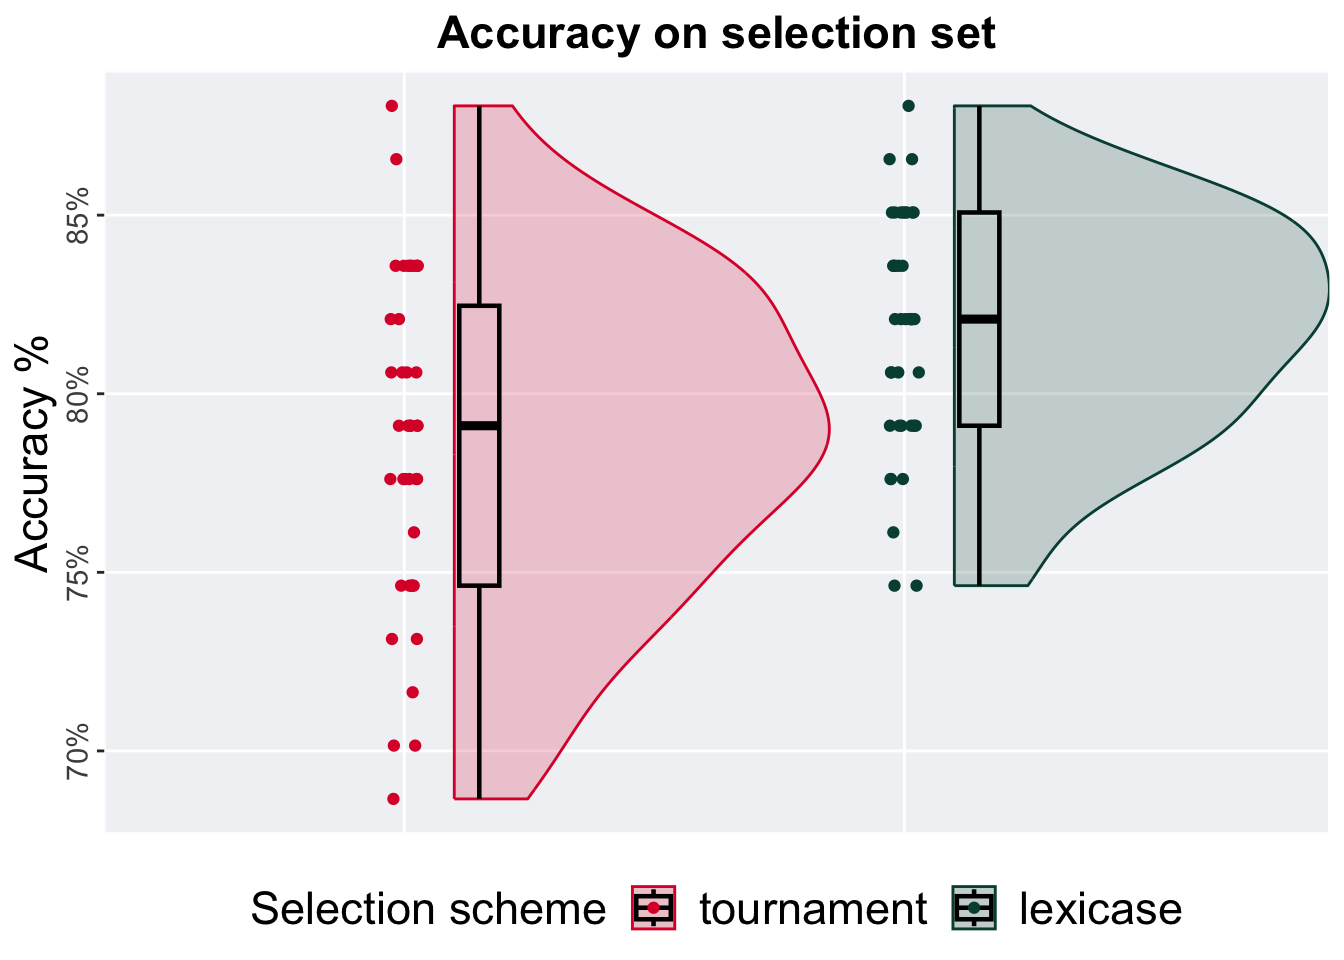 Accuracy on selection set
Accuracy %
85%
80%
75%
70%
Selection scheme tournament lexicase